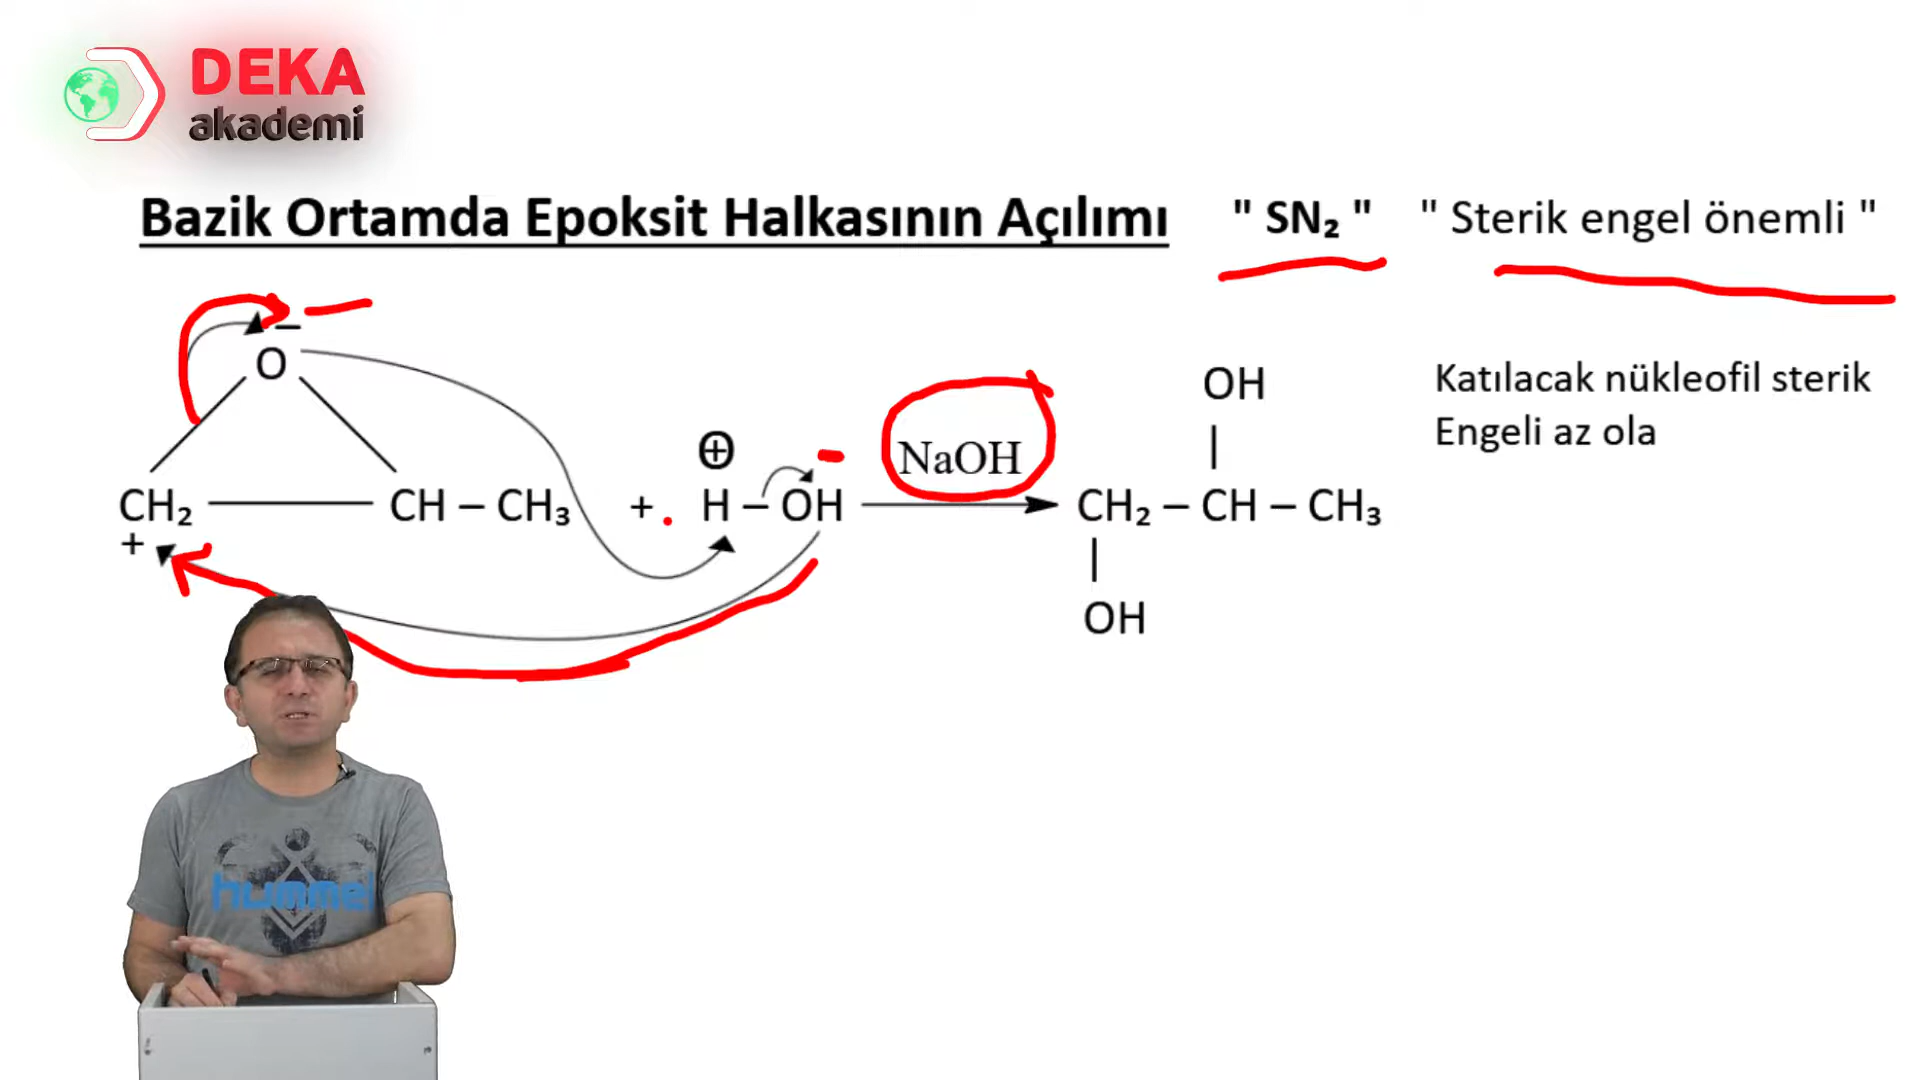 DEKA
akademi
Bazik Ortamda Epoksit Halkasının Açılımı " SN₂ " " Sterik engel önemli "
–
O
OH
Katılacak nükleofil sterik
Engeli az ola
⊕
NaOH
|
CH₂ CH – CH₃ + H – OH CH₂ – CH – CH₃
+
|
OH
hummel